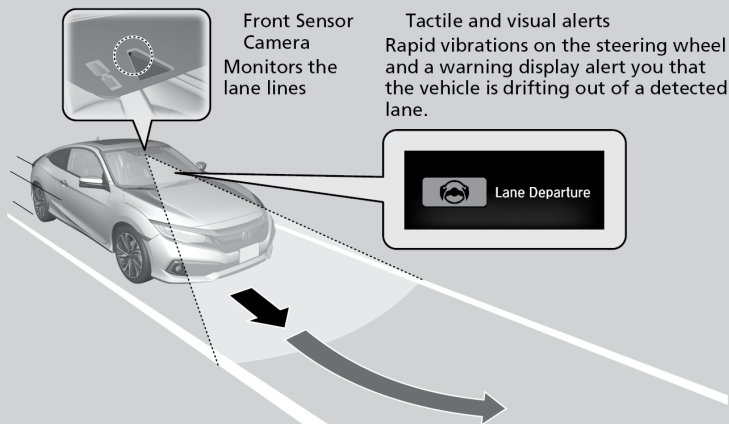 Front Sensor
Camera
Monitors the
lane lines
Tactile and visual alerts
Rapid vibrations on the steering wheel
and a warning display alert you that
the vehicle is drifting out of a detected
lane.
Lane Departure